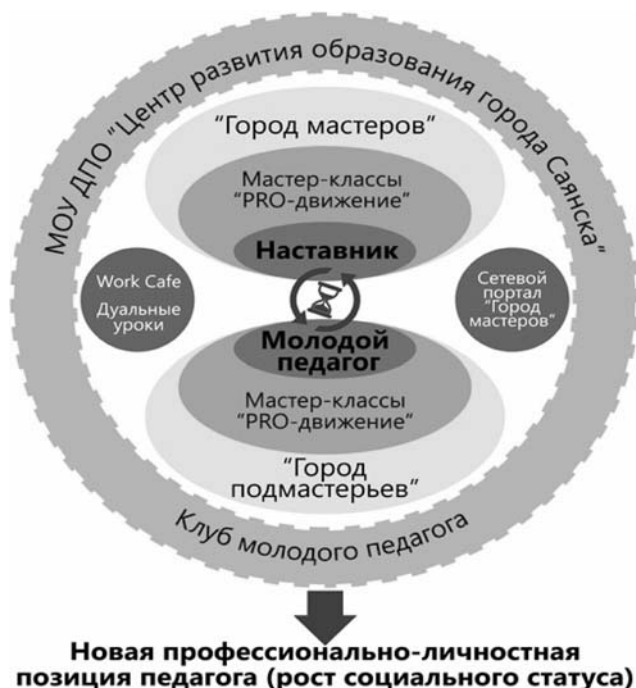 МОУ ДПО "Центр развития образования города Саянска"
"Город мастеров"
Мастер-классы
"PRO-движение"
Наставник
Work Cafe
Дуальные
уроки
Сетевой
портал
"Город
мастеров"
Молодой
педагог
Мастер-классы
"PRO-движение"
"Город
подмастерьев"
Клуб молодого педагога
Новая профессионально-личностная
позиция педагога (рост социального статуса)